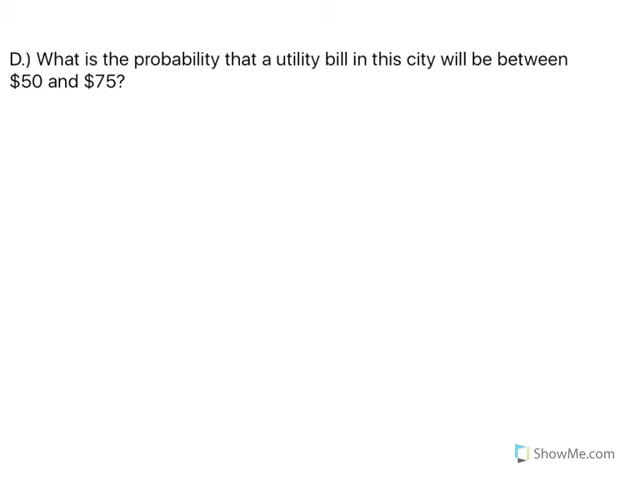 D.) What is the probability that a utility bill in this city will be between
$50 and $75?
ShowMe.com